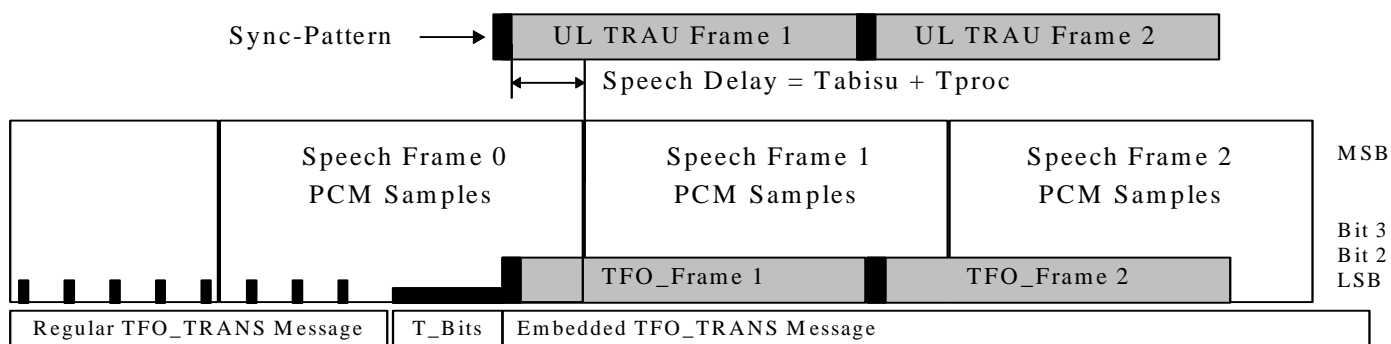 Sync-Pattern
UL TRAU Frame 1
UL TRAU Frame 2
Speech Delay = Tabisu + Tproc
Speech Frame 0
PCM Samples
Speech Frame 1
PCM Samples
Speech Frame 2
PCM Samples
MSB
Bit 3
Bit 2
LSB
TFO_Frame 1
TFO_Frame 2
Regular TFO_TRANS Message
T_Bits
Embedded TFO_TRANS Message